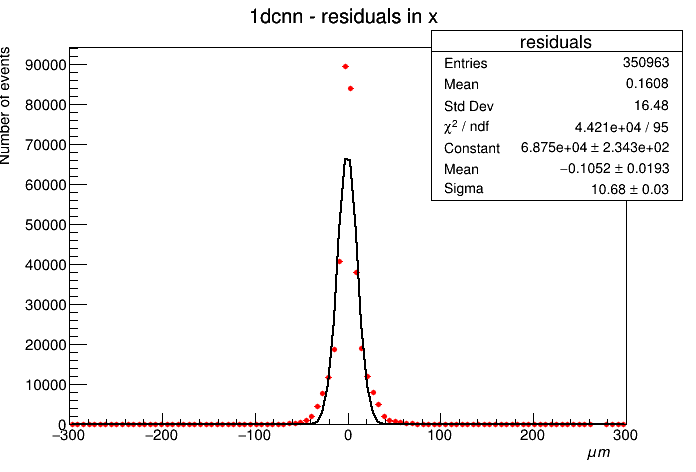 1dcnn - residuals in x
residuals
Entries 350963
Mean 0.1608
Std Dev 16.48
χ² / ndf 4.421e+04 / 95
Constant 6.875e+04 ± 2.343e+02
Mean −0.1052 ± 0.0193
Sigma 10.68 ± 0.03
Number of events
90000
80000
70000
60000
50000
40000
30000
20000
10000
0
−300 −200 −100 0 100 200 300
μm